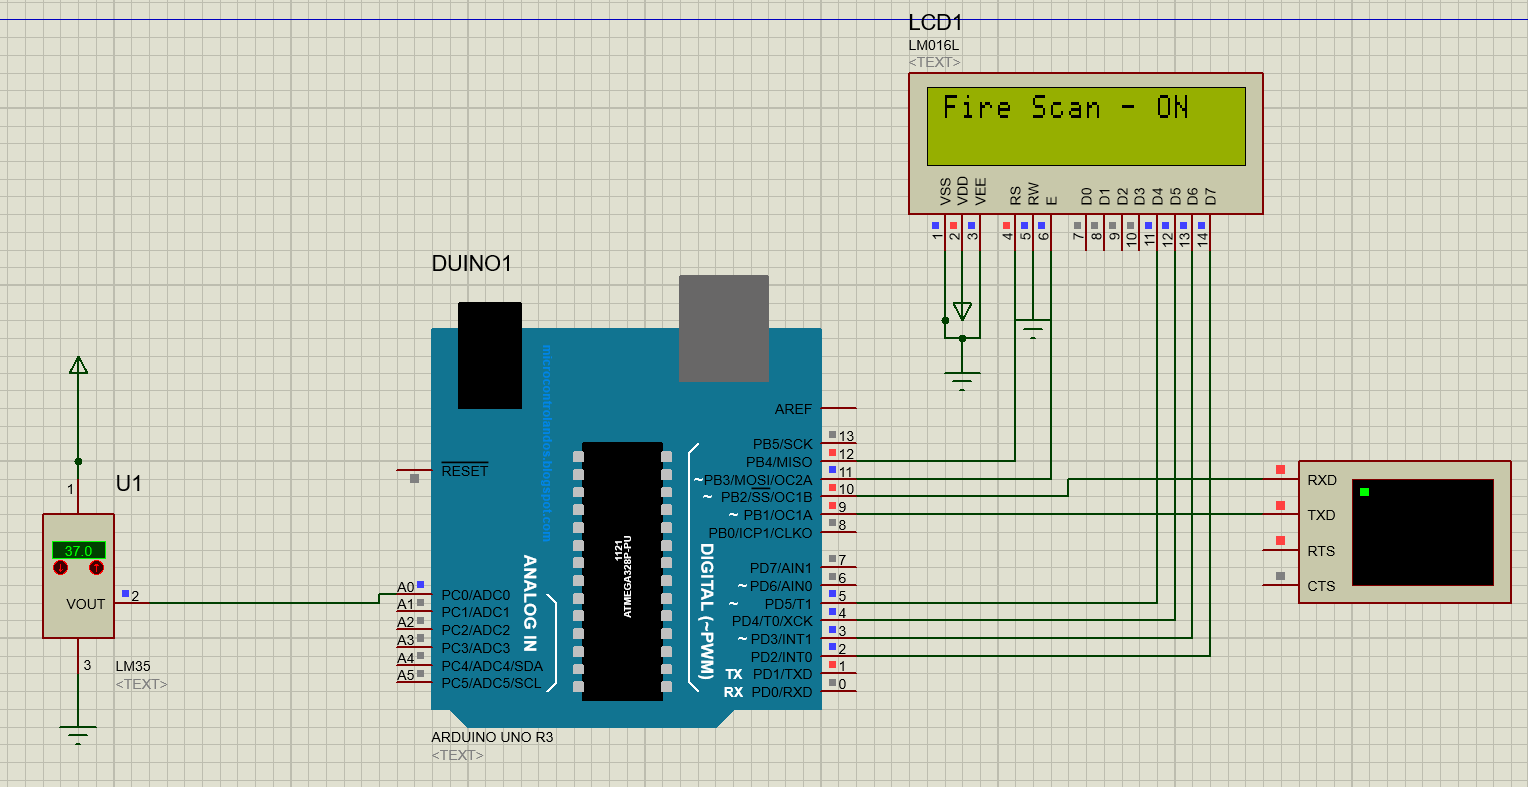 LCD1
LM016L
<TEXT>
Fire Scan - ON
VSS VDD VEE RS RW E D0 D1 D2 D3 D4 D5 D6 D7
1 2 3 4 5 6 7 8 9 10 11 12 13 14
DUINO1
microcontrolandos.blogspot.com
1121
ATMEGA328P-PU
RESET
ANALOG IN
A0 PC0/ADC0
A1 PC1/ADC1
A2 PC2/ADC2
A3 PC3/ADC3
A4 PC4/ADC4/SDA
A5 PC5/ADC5/SCL
DIGITAL (~PWM)
AREF
PB5/SCK 13
PB4/MISO 12
~PB3/MOSI/OC2A 11
~ PB2/SS/OC1B 10
~ PB1/OC1A 9
PB0/ICP1/CLKO 8
PD7/AIN1 7
~ PD6/AIN0 6
~ PD5/T1 5
PD4/T0/XCK 4
~ PD3/INT1 3
PD2/INT0 2
TX PD1/TXD 1
RX PD0/RXD 0
ARDUINO UNO R3
<TEXT>
U1
1
37.0
VOUT 2
3
LM35
<TEXT>
RXD
TXD
RTS
CTS